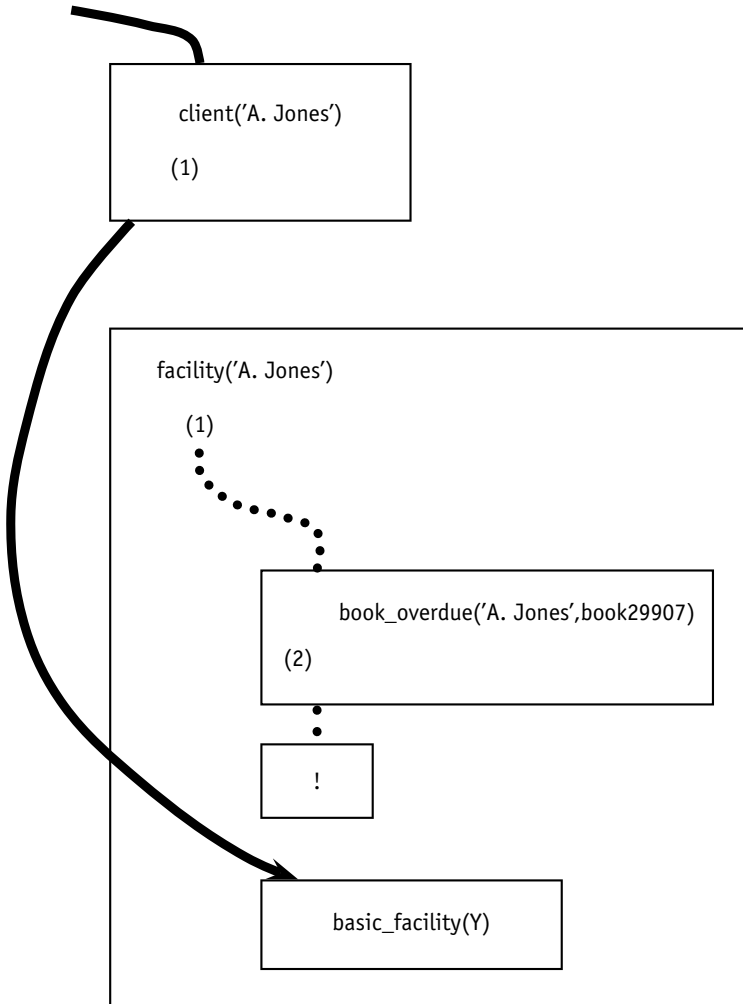 client('A. Jones')
(1)
facility('A. Jones')
(1)
book_overdue('A. Jones',book29907)
(2)
!
basic_facility(Y)